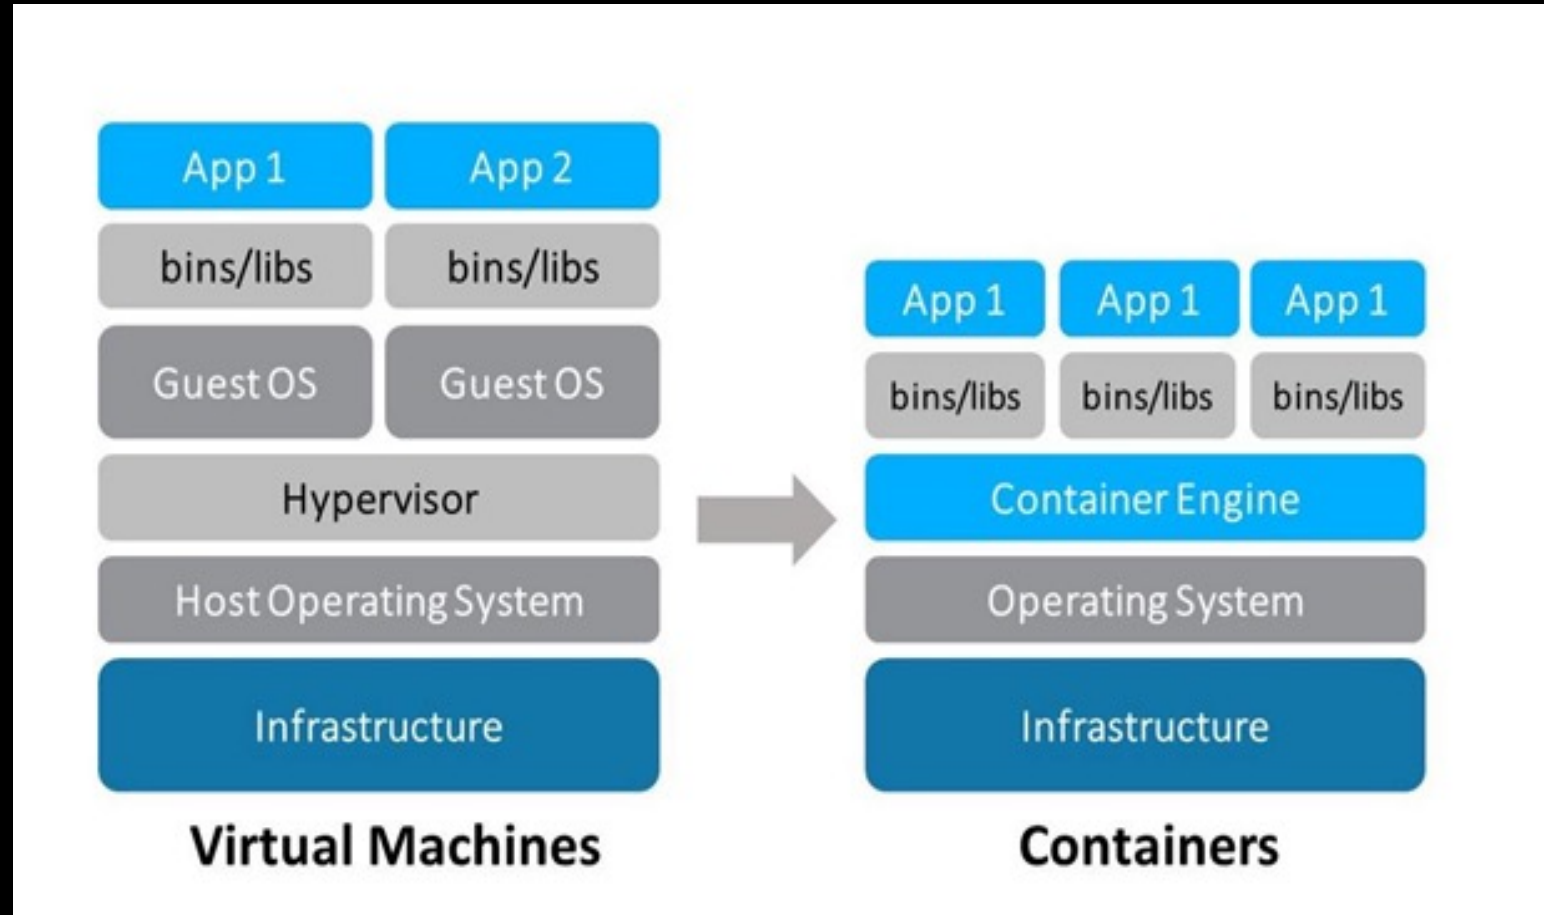 App 1
App 2
bins/libs
bins/libs
Guest OS
Guest OS
Hypervisor
Host Operating System
Infrastructure
Virtual Machines
App 1
App 1
App 1
bins/libs
bins/libs
bins/libs
Container Engine
Operating System
Infrastructure
Containers